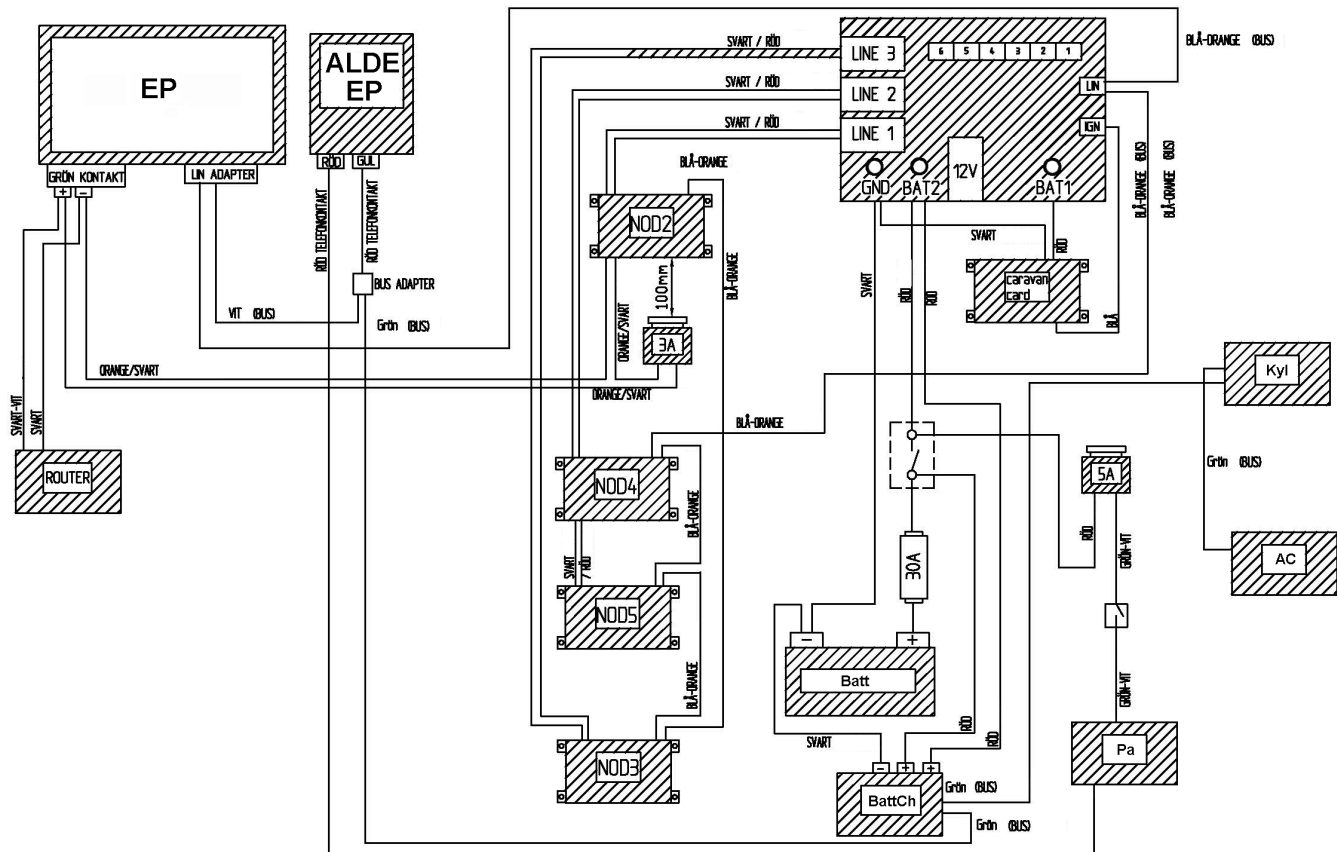 EP
ALDE
EP
SVART / RÖD
LINE 3
6 5 4 3 2 1
BLÅ-ORANGE (BUS)
SVART / RÖD
LINE 2
LIN
SVART / RÖD
LINE 1
IGN
GRÖN KONTAKT
LIN ADAPTER
RÖD
GUL
+
-
BLÅ-ORANGE
GND
BAT2
12V
BAT1
BLÅ-ORANGE (BUS)
BLÅ-ORANGE (BUS)
RÖD TELEFONKONTAKT
RÖD TELEFONKONTAKT
NOD2
SVART
RÖD
BLÅ-ORANGE
SVART
RÖD
RÖD
BUS ADAPTER
100mm
caravan
card
VIT (BUS)
Grön (BUS)
BLÅ
ORANGE/SVART
3A
ORANGE/SVART
ORANGE/SVART
Kyl
SVART-VIT
SVART
BLÅ-ORANGE
ROUTER
NOD4
5A
Grön (BUS)
BLÅ-ORANGE
SVART
/ RÖD
30A
RÖD
GRÖN-VIT
AC
NOD5
-
+
BLÅ-ORANGE
Batt
GRÖN-VIT
SVART
RÖD
RÖD
NOD3
-
+
+
Pa
BattCh
Grön (BUS)
Grön (BUS)